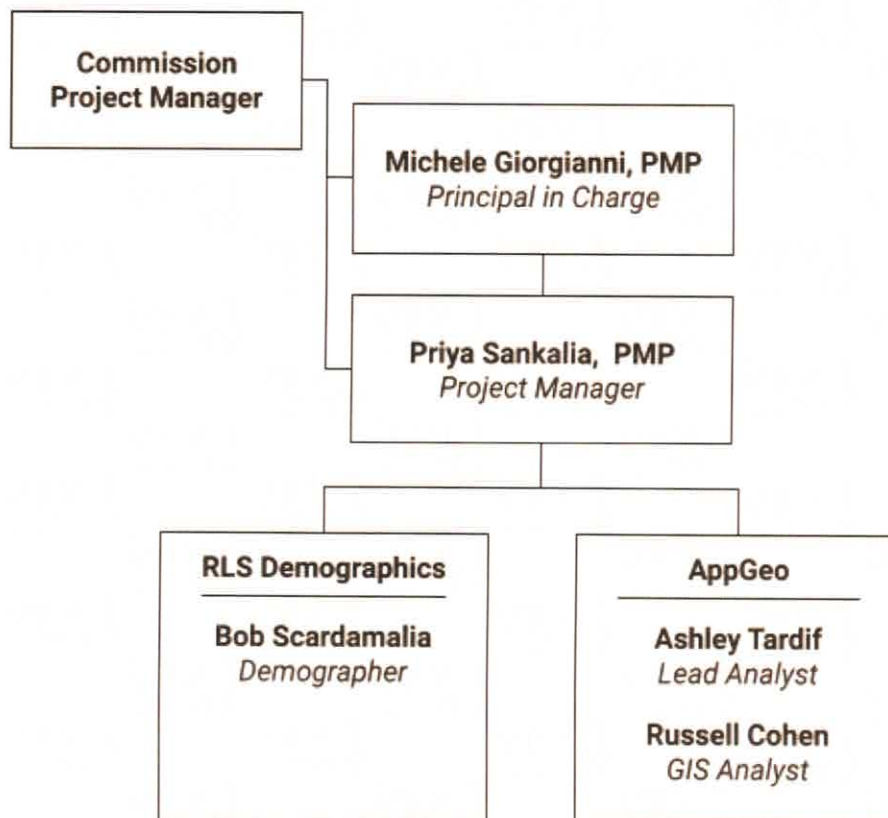 Commission
Project Manager
Michele Giorgianni, PMP
Principal in Charge
Priya Sankalia, PMP
Project Manager
RLS Demographics
Bob Scardamalia
Demographer
AppGeo
Ashley Tardif
Lead Analyst
Russell Cohen
GIS Analyst